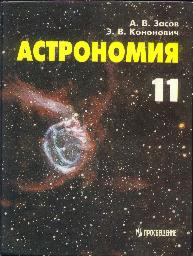 А. В. Засов
Э. В. Кононович
АСТРОНОМИЯ
11
ПРОСВЕЩЕНИЕ